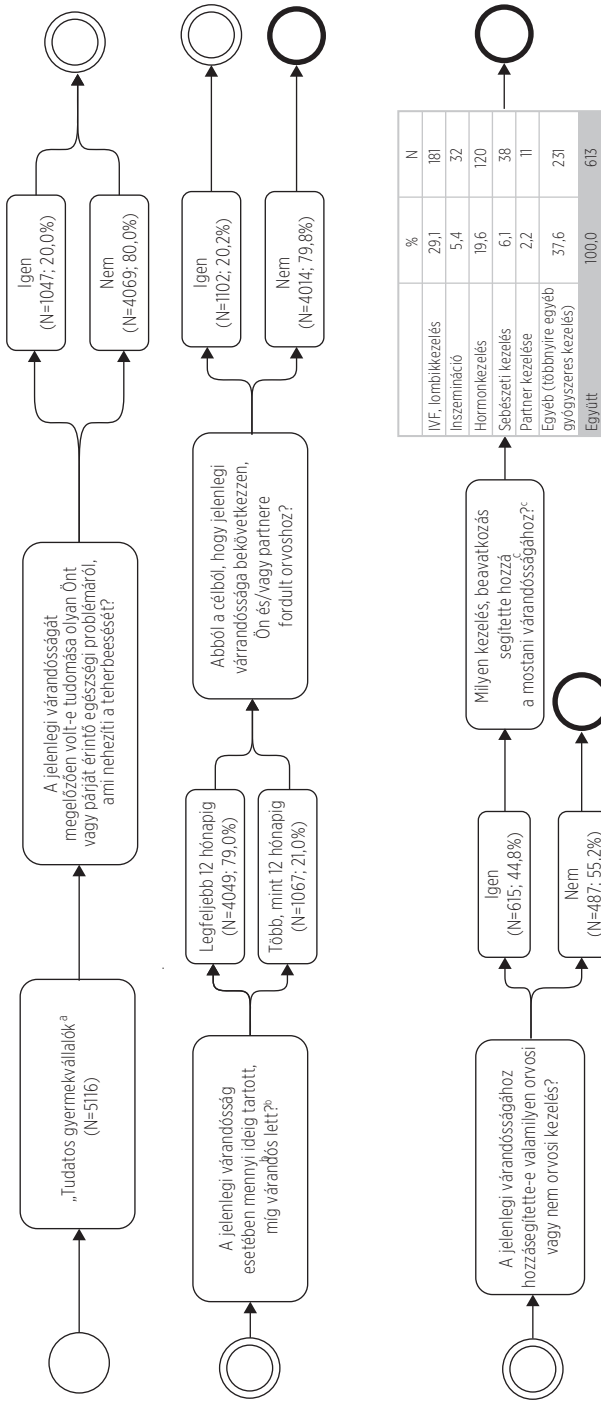 „Tudatos gyermekvállalók a
(N=5116)
A jelenlegi várandósságát
megelőzően volt-e tudomása olyan Önt
vagy párját érintő egészségi problémáról,
ami nehezíti a teherbeesését?
Igen
(N=1047; 20,0%)
Nem
(N=4069; 80,0%)
A jelenlegi várandósság
esetében mennyi ideig tartott,
míg várandós lett?b
Legfeljebb 12 hónapig
(N=4049; 79,0%)
Több, mint 12 hónapig
(N=1067; 21,0%)
Abból a célból, hogy jelenlegi
várrandóssága bekövetkezzen,
Ön és/vagy partnere
fordult orvoshoz?
Igen
(N=1102; 20,2%)
Nem
(N=4014; 79,8%)
A jelenlegi várandósságához
hozzásegítette-e valamilyen orvosi
vagy nem orvosi kezelés?
Igen
(N=615; 44,8%)
Nem
(N=487; 55,2%)
Milyen kezelés, beavatkozás
segítette hozzá
a mostani várandósságához?c
% N
IVF, lombikkezelés 29,1 181
Inszemináció 5,4 32
Hormonkezelés 19,6 120
Sebészeti kezelés 6,1 38
Partner kezelése 2,2 11
Egyéb (többnyire egyéb
gyógyszeres kezelés) 37,6 231
Együtt 100,0 613